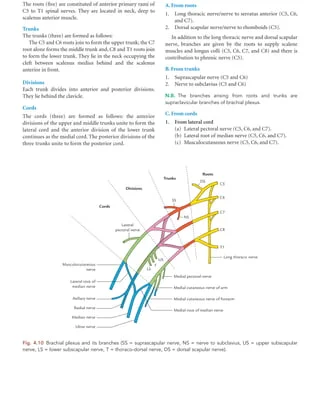 The roots (five) are constituted of anterior primary rami of
C5 to T1 spinal nerves. They are located in neck, deep to
scalenus anterior muscle.
Trunks
The trunks (three) are formed as follows:
The C5 and C6 roots join to form the upper trunk; the C7
root alone forms the middle trunk and, C8 and T1 roots join
to form the lower trunk. They lie in the neck occupying the
cleft between scalenus medius behind and the scalenus
anterior in front.
Divisions
Each trunk divides into anterior and posterior divisions.
They lie behind the clavicle.
Cords
The cords (three) are formed as follows: the anterior
divisions of the upper and middle trunks unite to form the
lateral cord and the anterior division of the lower trunk
continues as the medial cord. The posterior divisions of the
three trunks unite to form the posterior cord.
A. From roots
1. Long thoracic nerve/nerve to serratus anterior (C5, C6,
and C7).
2. Dorsal scapular nerve/nerve to rhomboids (C5).
In addition to the long thoracic nerve and dorsal scapular
nerve, branches are given by the roots to supply scalene
muscles and longus colli (C5, C6, C7, and C8) and there is
contribution to phrenic nerve (C5).
B. From trunks
1. Suprascapular nerve (C5 and C6)
2. Nerve to subclavius (C5 and C6)
N.B. The branches arising from roots and trunks are
supraclavicular branches of brachial plexus.
C. From cords
1. From lateral cord
(a) Lateral pectoral nerve (C5, C6, and C7).
(b) Lateral root of median nerve (C5, C6, and C7).
(c) Musculocutaneous nerve (C5, C6, and C7).
Roots
Trunks
Divisions
Cords
DS
C5
SS
C6
NS
C7
C8
T1
Lateral
pectoral nerve
Long thoracic nerve
US
T
LS
Musculocutaneous
nerve
Lateral root of
median nerve
Axillary nerve
Radial nerve
Median nerve
Ulnar nerve
Medial pectoral nerve
Medial cutaneous nerve of arm
Medial cutaneous nerve of forearm
Medial root of median nerve
Fig. 4.10 Brachial plexus and its branches (SS = suprascapular nerve, NS = nerve to subclavius, US = upper subscapular
nerve, LS = lower subscapular nerve, T = thoraco-dorsal nerve, DS = dorsal scapular nerve).